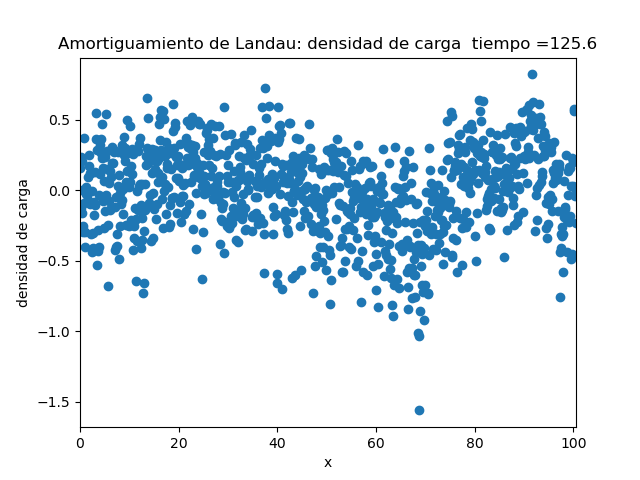 Amortiguamiento de Landau: densidad de carga  tiempo =125.6
densidad de carga
0.5
0.0
−0.5
−1.0
−1.5
0 20 40 60 80 100
x